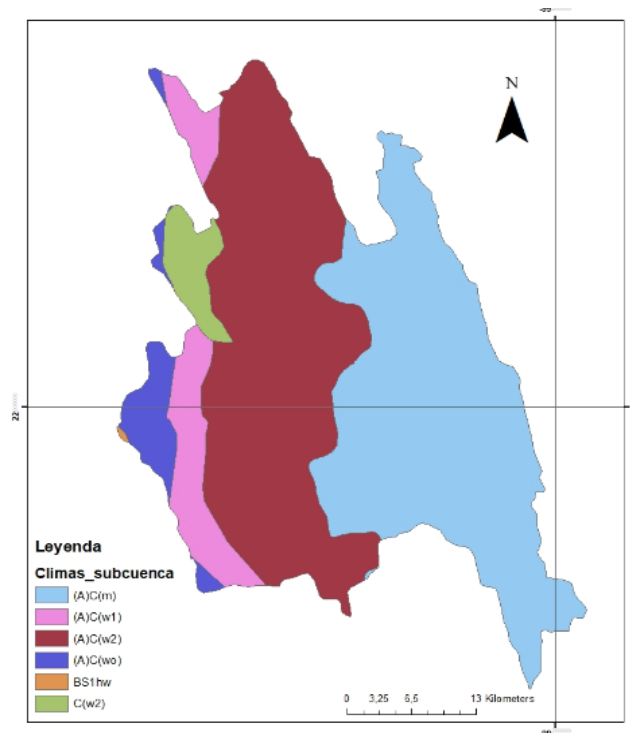 N
22
Leyenda
Climas_subcuenca
(A)C(m)
(A)C(w1)
(A)C(w2)
(A)C(wo)
BS1hw
C(w2)
0 3,25 6,5 13 Kilometers